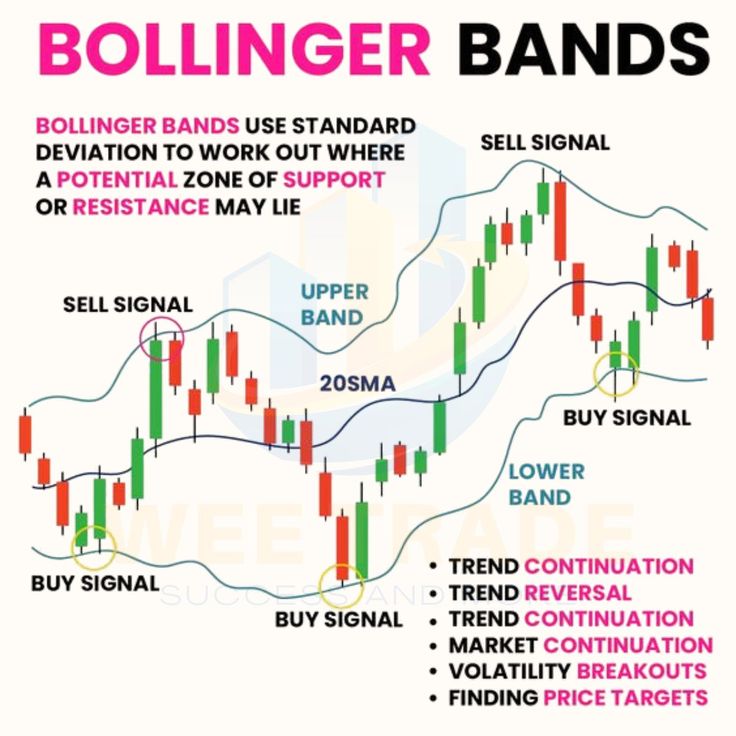 BOLLINGER BANDS
BOLLINGER BANDS USE STANDARD
DEVIATION TO WORK OUT WHERE
A POTENTIAL ZONE OF SUPPORT
OR RESISTANCE MAY LIE
SELL SIGNAL
SELL SIGNAL
UPPER
BAND
20SMA
BUY SIGNAL
LOWER
BAND
WEE TRADE
BUY SIGNAL
SUCCESS AND
BUY SIGNAL
• TREND CONTINUATION
• TREND REVERSAL
• TREND CONTINUATION
• MARKET CONTINUATION
• VOLATILITY BREAKOUTS
• FINDING PRICE TARGETS